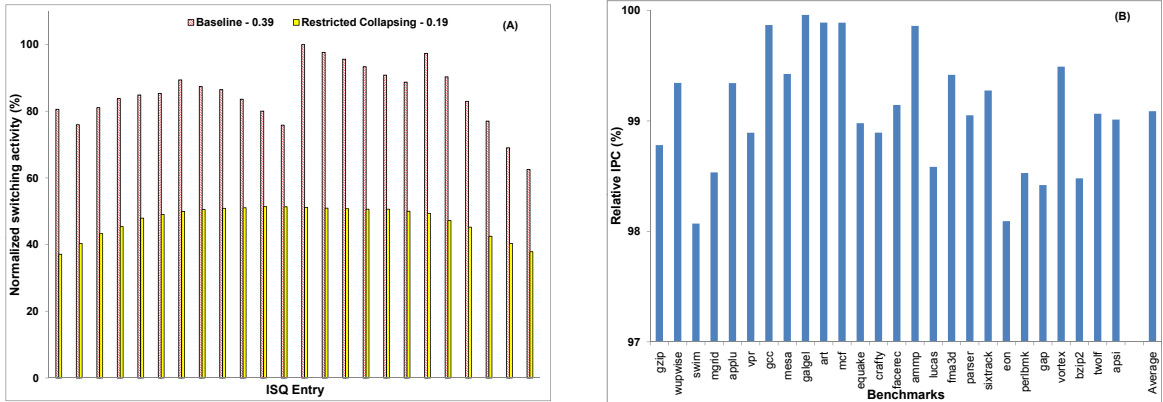 Baseline - 0.39
Restricted Collapsing - 0.19
(A)
Normalized switching activity (%)
100
80
60
40
20
0
ISQ Entry
(B)
Relative IPC (%)
100
99
98
97
gzip
wupwise
swim
mgrid
applu
vpr
gcc
mesa
galgel
art
mcf
equake
crafty
facerec
ammp
lucas
fma3d
parser
sixtrack
eon
perlbmk
gap
vortex
bzip2
twolf
apsi
Average
Benchmarks